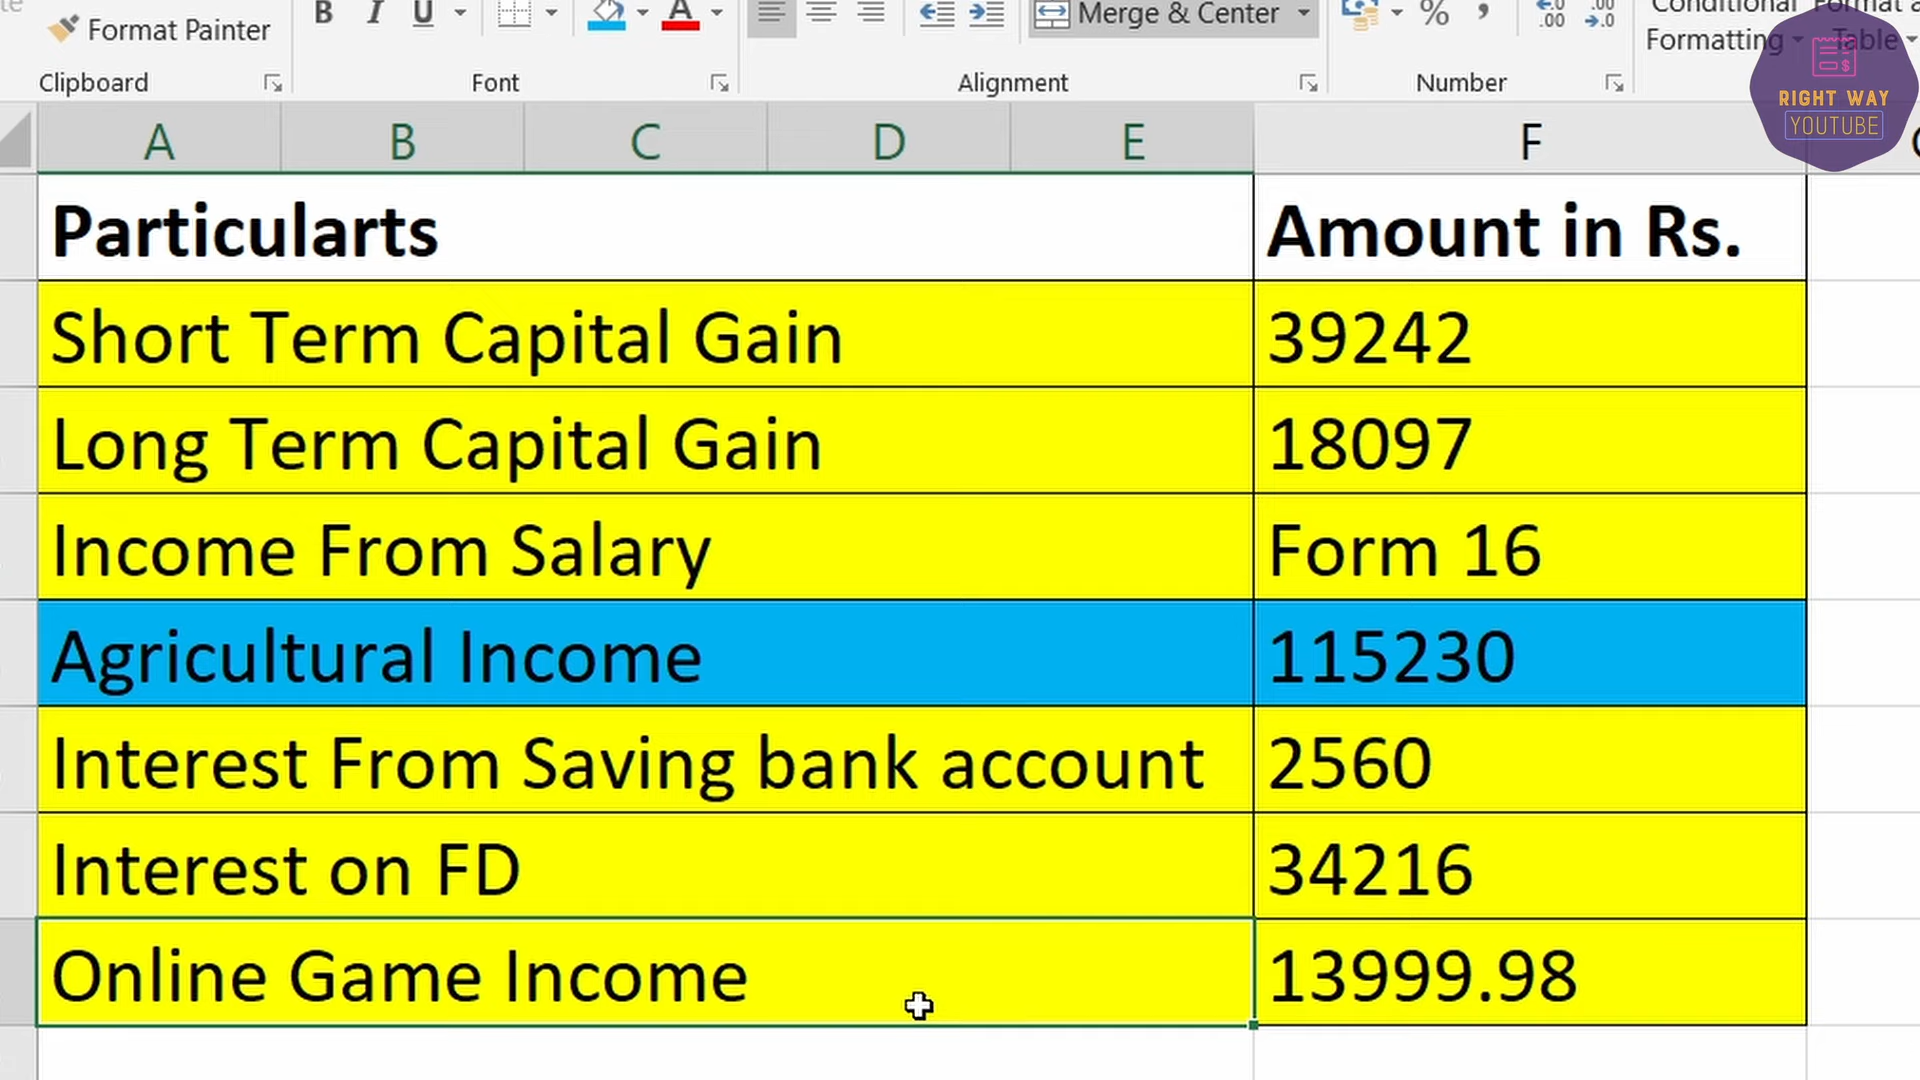 Format Painter
B I U A
Merge & Center
%
Formatting Table
Clipboard Font Alignment Number
RIGHT WAY
YOUTUBE
A B C D E F
Particularts Amount in Rs.
Short Term Capital Gain 39242
Long Term Capital Gain 18097
Income From Salary Form 16
Agricultural Income 115230
Interest From Saving bank account 2560
Interest on FD 34216
Online Game Income 13999.98